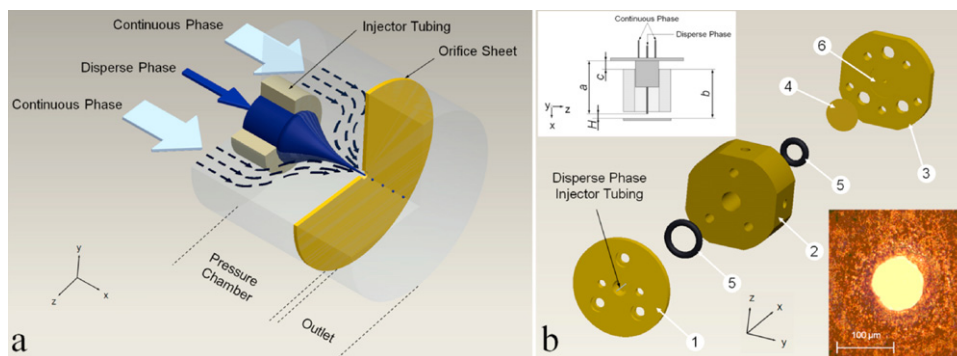 Continuous Phase
Injector Tubing
Orifice Sheet
Disperse Phase
Continuous Phase
Pressure
Chamber
Outlet
y
z
x
a
Continuous Phase
Disperse Phase
c
a
b
H
y
z
x
6
4
3
5
Disperse Phase
Injector Tubing
2
5
1
z
x
y
100 µm
b